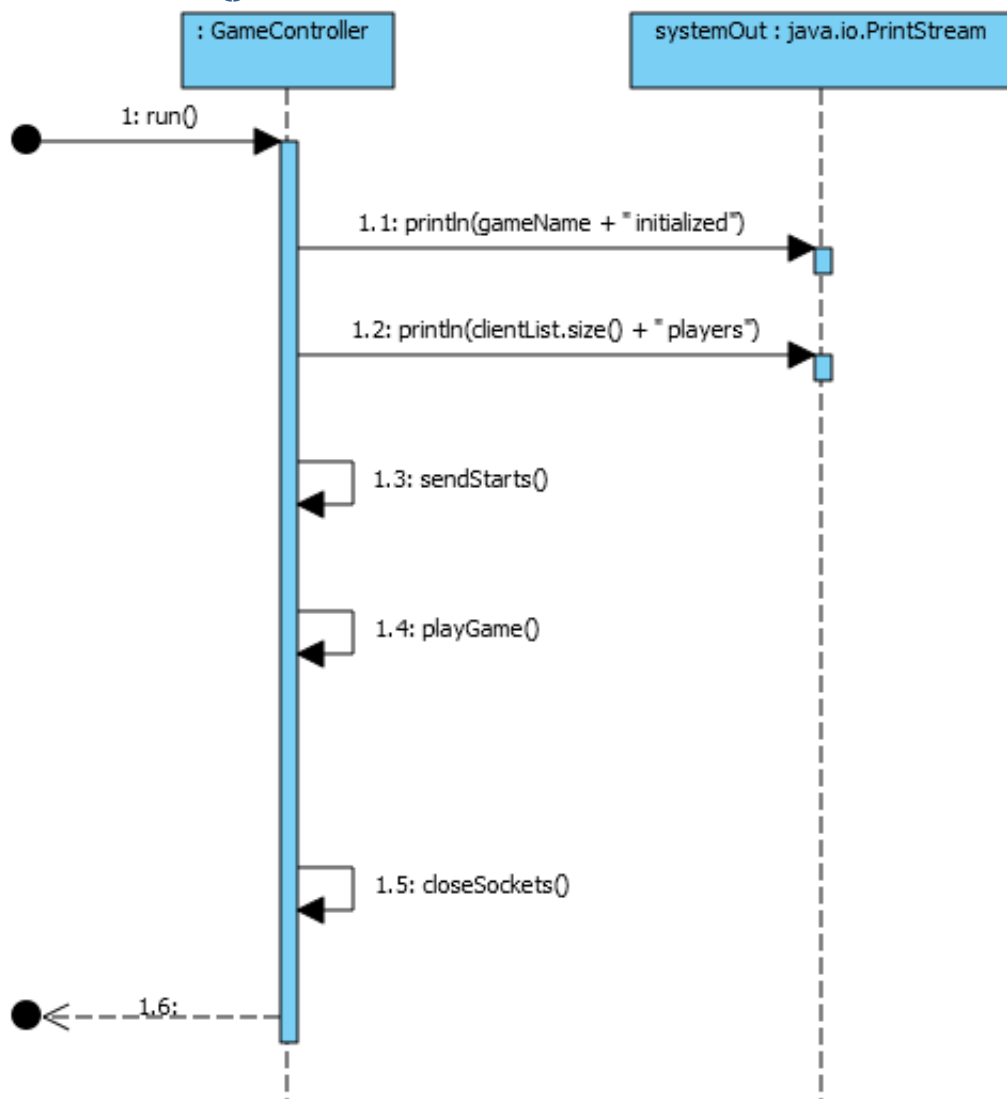 : GameController
systemOut : java.io.PrintStream
1: run()
1.1: println(gameName + " initialized")
1.2: println(clientList.size() + " players")
1.3: sendStarts()
1.4: playGame()
1.5: closeSockets()
1.6: